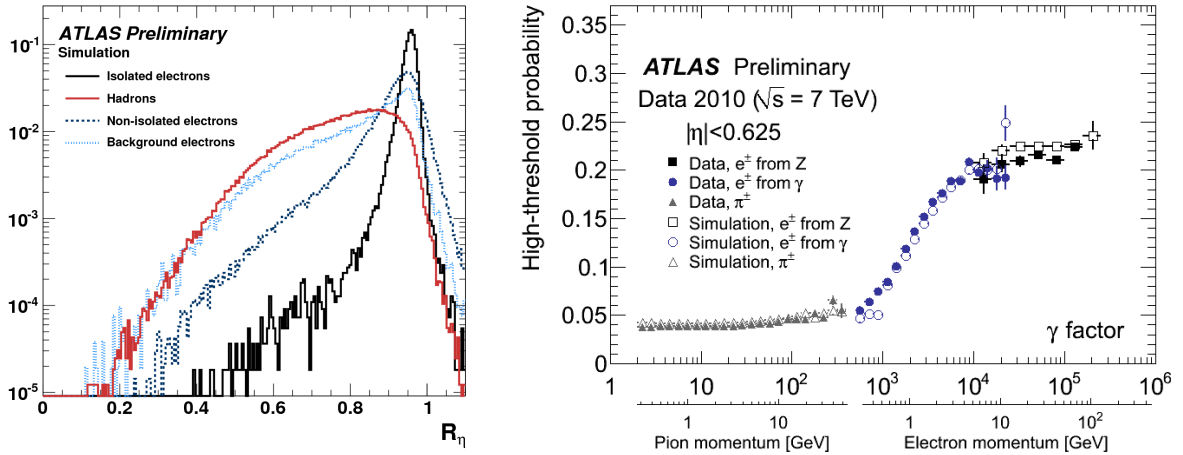 ATLAS Preliminary
Simulation
Isolated electrons
Hadrons
Non-isolated electrons
Background electrons
10⁻¹
10⁻²
10⁻³
10⁻⁴
10⁻⁵
0 0.2 0.4 0.6 0.8 1
Rη
High-threshold probability
0.35
0.3
0.25
0.2
0.15
0.1
0.05
0
ATLAS Preliminary
Data 2010 (√s = 7 TeV)
|η|<0.625
Data, e± from Z
Data, e± from γ
Data, π±
Simulation, e± from Z
Simulation, e± from γ
Simulation, π±
γ factor
1 10 10² 10³ 10⁴ 10⁵ 10⁶
1 10 10² 1 10 10²
Pion momentum [GeV] Electron momentum [GeV]